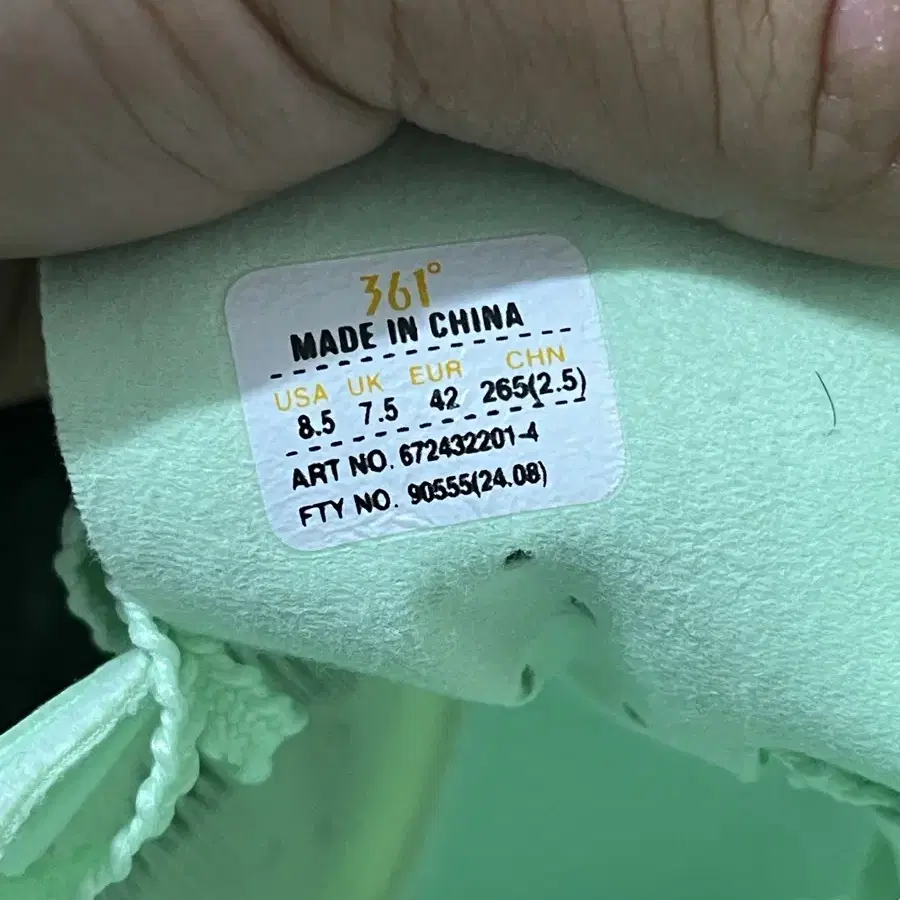 361°
MADE IN CHINA
USA UK EUR CHN
8.5 7.5 42 265(2.5)
ART NO. 672432201-4
FTY NO. 90555(24.08)